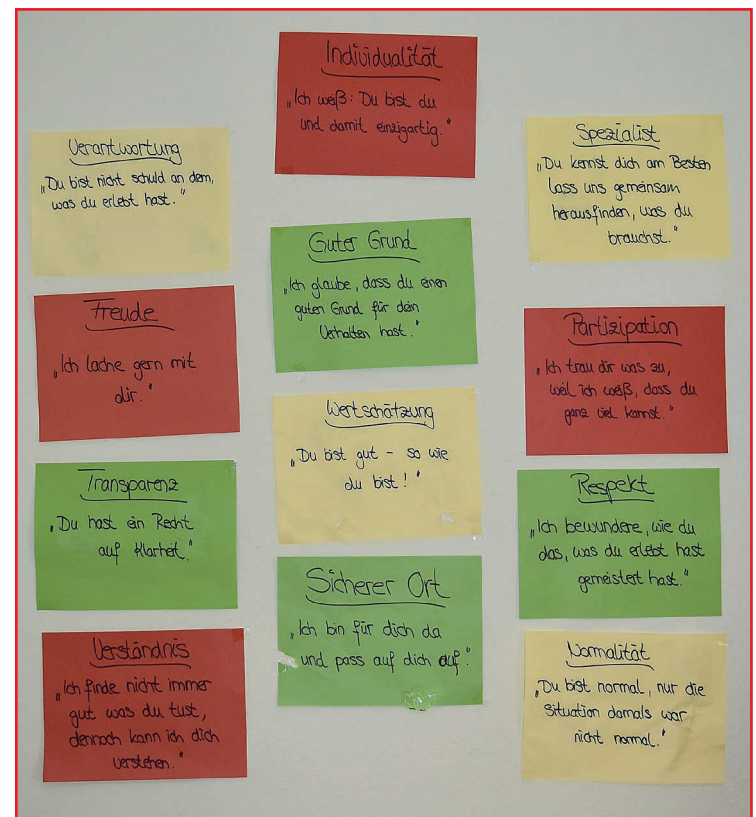 Individualität
„Ich weiß: Du bist du
und damit einzigartig."
Verantwortung
„Du bist nicht schuld an dem,
was du erlebt hast."
Spezialist
„Du kennst dich am Besten
lass uns gemeinsam
herausfinden, was du
brauchst."
Guter Grund
„Ich glaube, dass du einen
guten Grund für dein
Verhalten hast."
Freude
„Ich lache gern mit
dir."
Partizipation
„Ich trau dir was zu,
weil ich weiß, dass du
ganz viel kannst."
Wertschätzung
„Du bist gut – so wie
du bist!"
Transparenz
„Du hast ein Recht
auf Klarheit."
Respekt
„Ich bewundere, wie du
das, was du erlebt hast
gemeistert hast."
Sicherer Ort
„Ich bin für dich da
und pass auf dich auf."
Verständnis
„Ich finde nicht immer
gut was du tust,
dennoch kann ich dich
verstehen."
Normalität
„Du bist normal, nur die
Situation damals war
nicht normal."